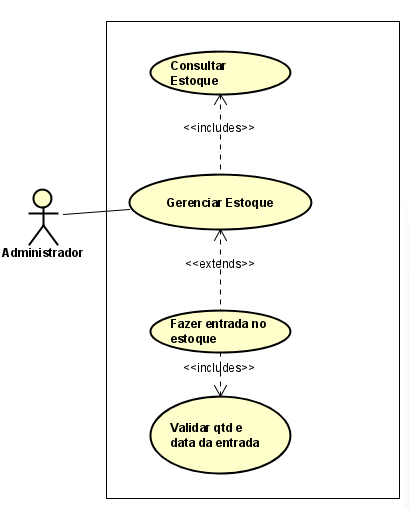 Consultar
Estoque
<<includes>>
Gerenciar Estoque
Administrador
<<extends>>
Fazer entrada no
estoque
<<includes>>
Validar qtd e
data da entrada